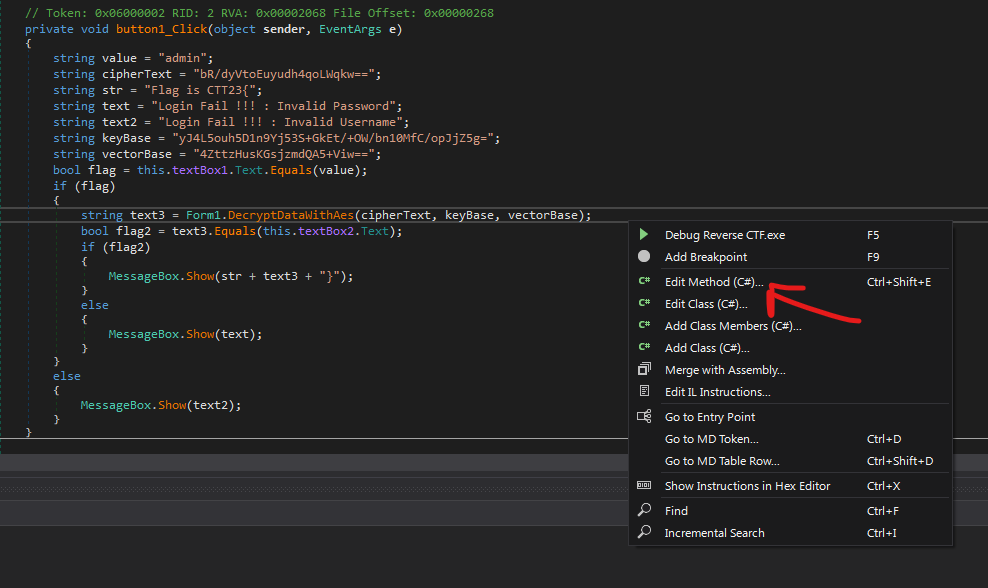 // Token: 0x06000002 RID: 2 RVA: 0x00002068 File Offset: 0x00000268
private void button1_Click(object sender, EventArgs e)
{
string value = "admin";
string cipherText = "bR/dyVtoEuyudh4qoLWqkw==";
string str = "Flag is CTT23{";
string text = "Login Fail !!! : Invalid Password";
string text2 = "Login Fail !!! : Invalid Username";
string keyBase = "yJ4L5ouh5D1n9Yj53S+GkEt/+OW/bn10MfC/opJjZ5g=";
string vectorBase = "4ZttzHusKGsjzmdQA5+Viw==";
bool flag = this.textBox1.Text.Equals(value);
if (flag)
{
string text3 = Form1.DecryptDataWithAes(cipherText, keyBase, vectorBase);
bool flag2 = text3.Equals(this.textBox2.Text);
if (flag2)
{
MessageBox.Show(str + text3 + "}");
}
else
{
MessageBox.Show(text);
}
}
else
{
MessageBox.Show(text2);
}
}
Debug Reverse CTF.exe F5
Add Breakpoint F9
C# Edit Method (C#)... Ctrl+Shift+E
C# Edit Class (C#)...
C# Add Class Members (C#)...
C# Add Class (C#)...
Merge with Assembly...
Edit IL Instructions...
Go to Entry Point
Go to MD Token... Ctrl+D
Go to MD Table Row... Ctrl+Shift+D
Show Instructions in Hex Editor Ctrl+X
Find Ctrl+F
Incremental Search Ctrl+I